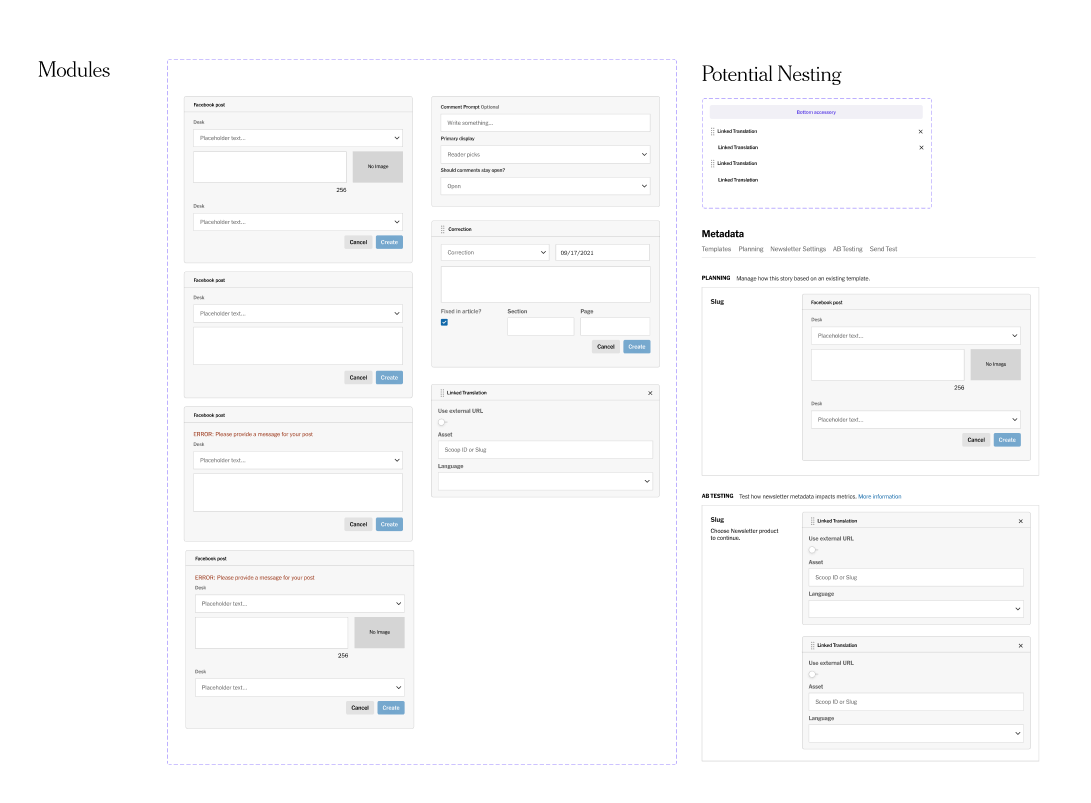 Modules
Facebook post
Desk
Placeholder text...
No Image
256
Desk
Placeholder text...
Cancel Create
Facebook post
Desk
Placeholder text...
Cancel Create
Facebook post
ERROR: Please provide a message for your post
Desk
Placeholder text...
Cancel Create
Facebook post
ERROR: Please provide a message for your post
Desk
Placeholder text...
No Image
256
Desk
Placeholder text...
Cancel Create
Comment Prompt Optional
Write something...
Primary display
Reader picks
Should comments stay open?
Open
Correction
Correction 09/17/2021
Fixed in article? Section Page
Cancel Create
Linked Translation
Use external URL
Asset
Scoop ID or Slug
Language
Potential Nesting
Bottom accessery
Linked Translation
Linked Translation
Linked Translation
Linked Translation
Metadata
Templates Planning Newsletter Settings AB Testing Send Test
PLANNING Manage how this story based on an existing template.
Slug
Facebook post
Desk
Placeholder text...
No Image
256
Desk
Placeholder text...
Cancel Create
AB TESTING Test how newsletter metadata impacts metrics. More information
Slug
Choose Newsletter product
to continue.
Linked Translation
Use external URL
Asset
Scoop ID or Slug
Language
Linked Translation
Use external URL
Asset
Scoop ID or Slug
Language